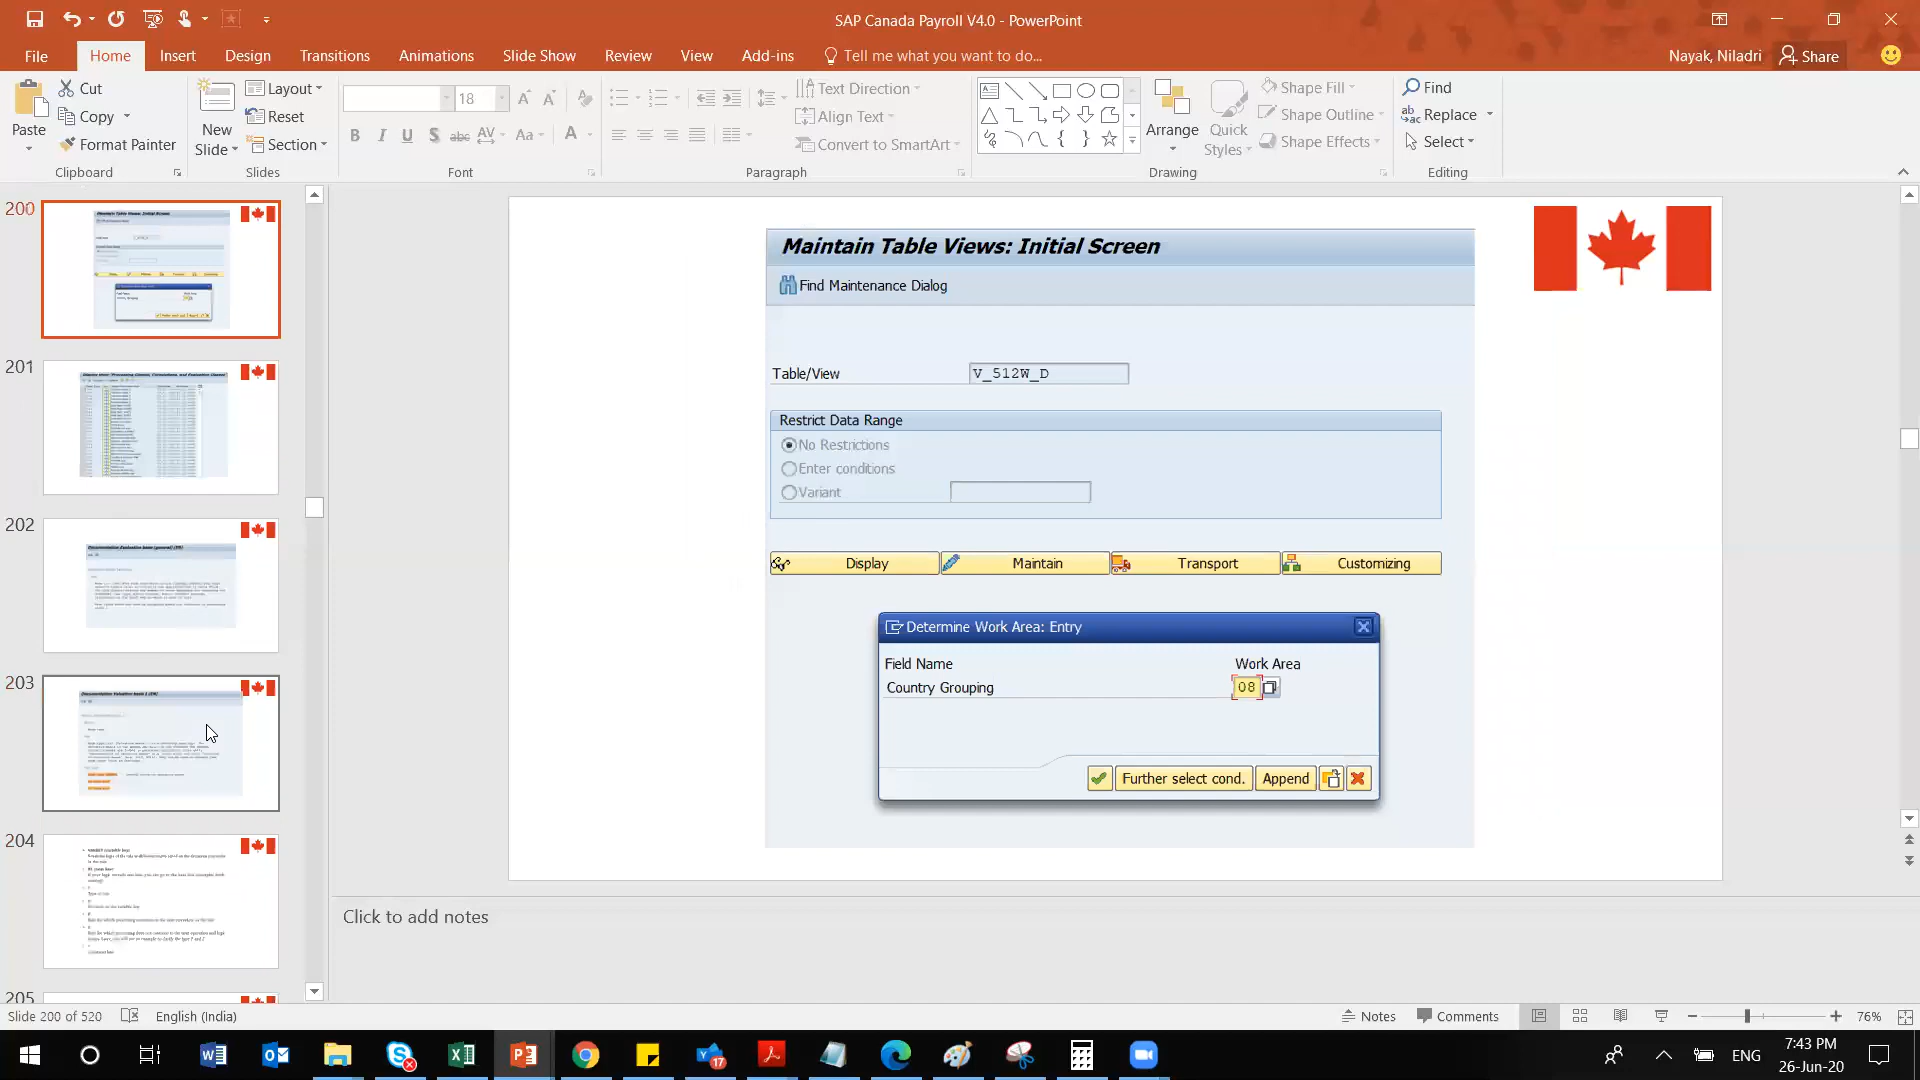 SAP Canada Payroll V4.0 - PowerPoint
File Home Insert Design Transitions Animations Slide Show Review View Add-ins Tell me what you want to do... Nayak, Niladri Share
Cut
Copy
Format Painter
Paste
Clipboard
New Slide
Layout
Reset
Section
Slides
18
Font
Text Direction
Align Text
Convert to SmartArt
Paragraph
Arrange
Quick Styles
Shape Fill
Shape Outline
Shape Effects
Drawing
Find
Replace
Select
Editing
200
201
202
203
204
205
Maintain Table Views: Initial Screen
Find Maintenance Dialog
Table/View V_512W_D
Restrict Data Range
No Restrictions
Enter conditions
Variant
Display Maintain Transport Customizing
Determine Work Area: Entry
Field Name Work Area
Country Grouping 08
Further select cond. Append
Click to add notes
Slide 200 of 520 English (India) Notes Comments 76%
17
ENG
7:43 PM
26-Jun-20